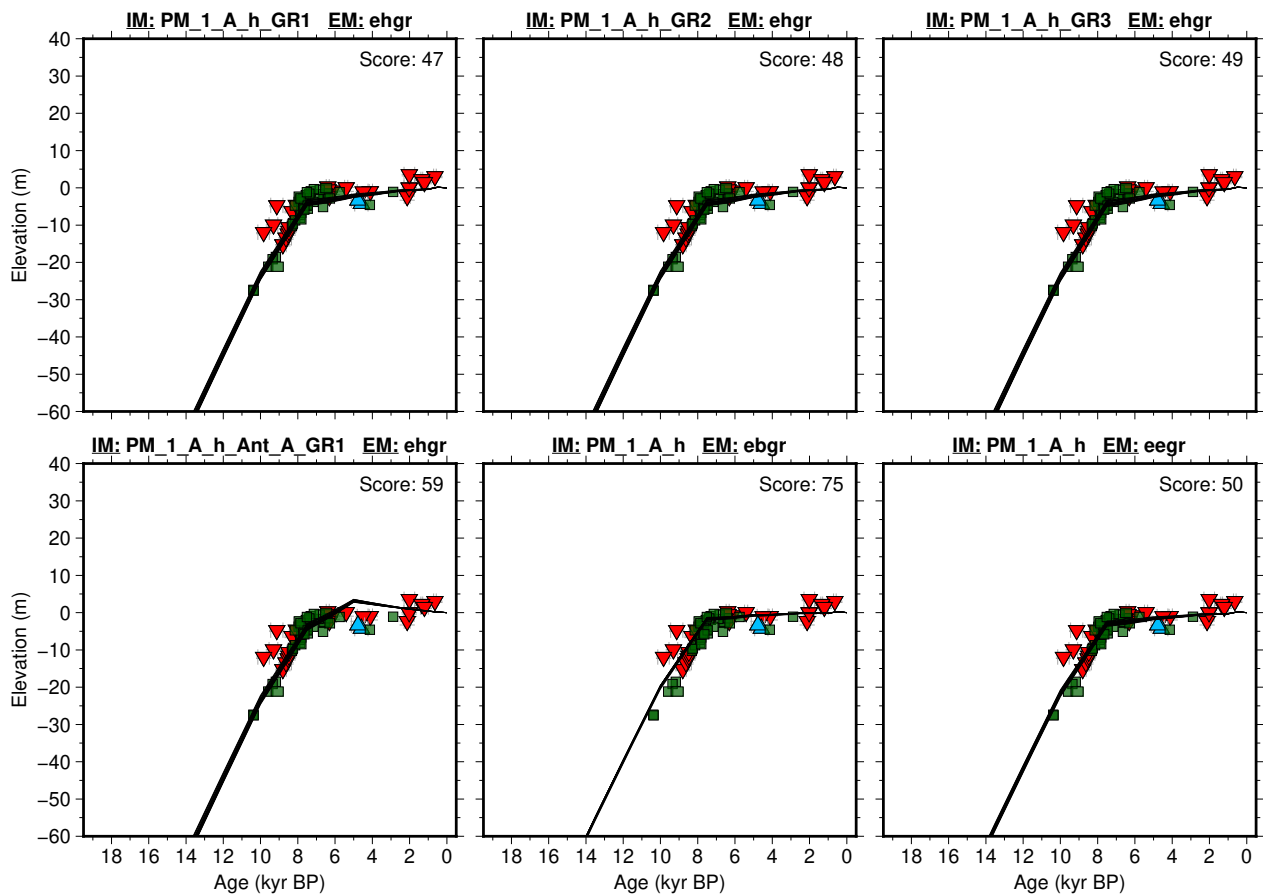 IM: PM_1_A_h_GR1 EM: ehgr
IM: PM_1_A_h_GR2 EM: ehgr
IM: PM_1_A_h_GR3 EM: ehgr
Score: 47
Score: 48
Score: 49
40
30
20
10
0
−10
−20
−30
−40
−50
−60
Elevation (m)
IM: PM_1_A_h_Ant_A_GR1 EM: ehgr
IM: PM_1_A_h EM: ebgr
IM: PM_1_A_h EM: eegr
Score: 59
Score: 75
Score: 50
40
30
20
10
0
−10
−20
−30
−40
−50
−60
Elevation (m)
18 16 14 12 10 8 6 4 2 0
18 16 14 12 10 8 6 4 2 0
18 16 14 12 10 8 6 4 2 0
Age (kyr BP)
Age (kyr BP)
Age (kyr BP)